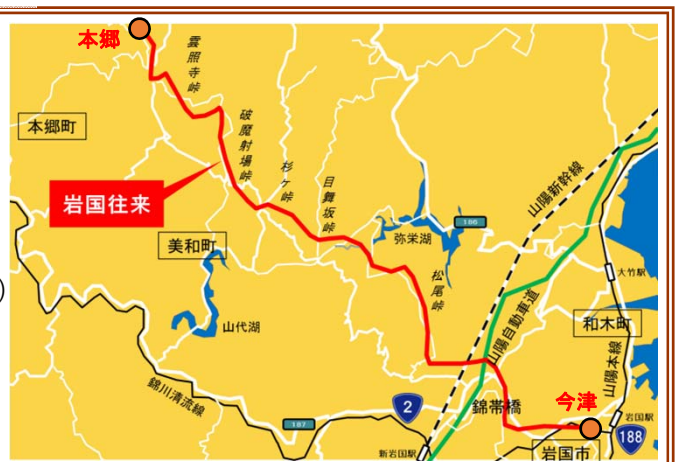 本郷
雲照寺峠
本郷町
破魔射場峠
杉ヶ峠
目舞坂峠
岩国往来
山陽新幹線
186
弥栄湖
美和町
大竹駅
松尾峠
山代湖
和木町
山陽自動車道
山陽本線
錦川清流線
2
錦帯橋
今津
187
岩国駅
188
新岩国駅
岩国市